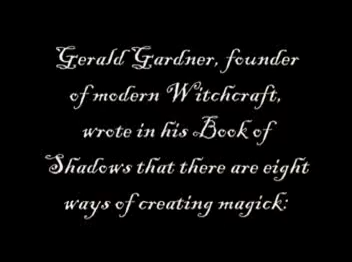 Gerald Gardner, founder
of modern Witchcraft,
wrote in his Book of
Shadows that there are eight
ways of creating magick: